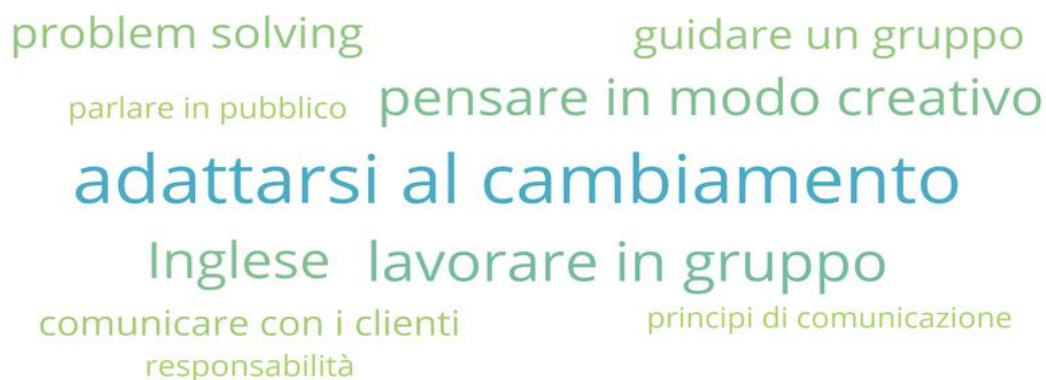 problem solving
guidare un gruppo
parlare in pubblico
pensare in modo creativo
adattarsi al cambiamento
Inglese
lavorare in gruppo
comunicare con i clienti
principi di comunicazione
responsabilità